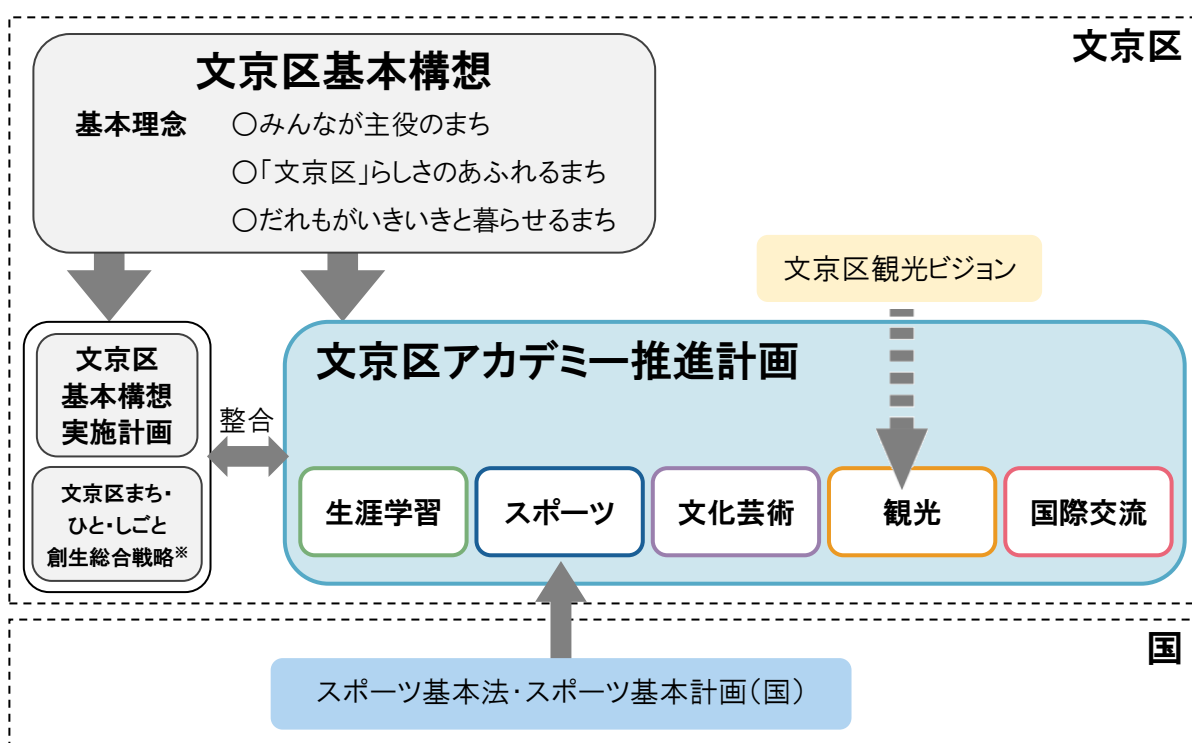 文京区
文京区基本構想
基本理念 ○みんなが主役のまち
○「文京区」らしさのあふれるまち
○だれもがいきいきと暮らせるまち
文京区観光ビジョン
文京区
基本構想
実施計画
整合
文京区まち・
ひと・しごと
創生総合戦略※
文京区アカデミー推進計画
生涯学習
スポーツ
文化芸術
観光
国際交流
国
スポーツ基本法・スポーツ基本計画(国)